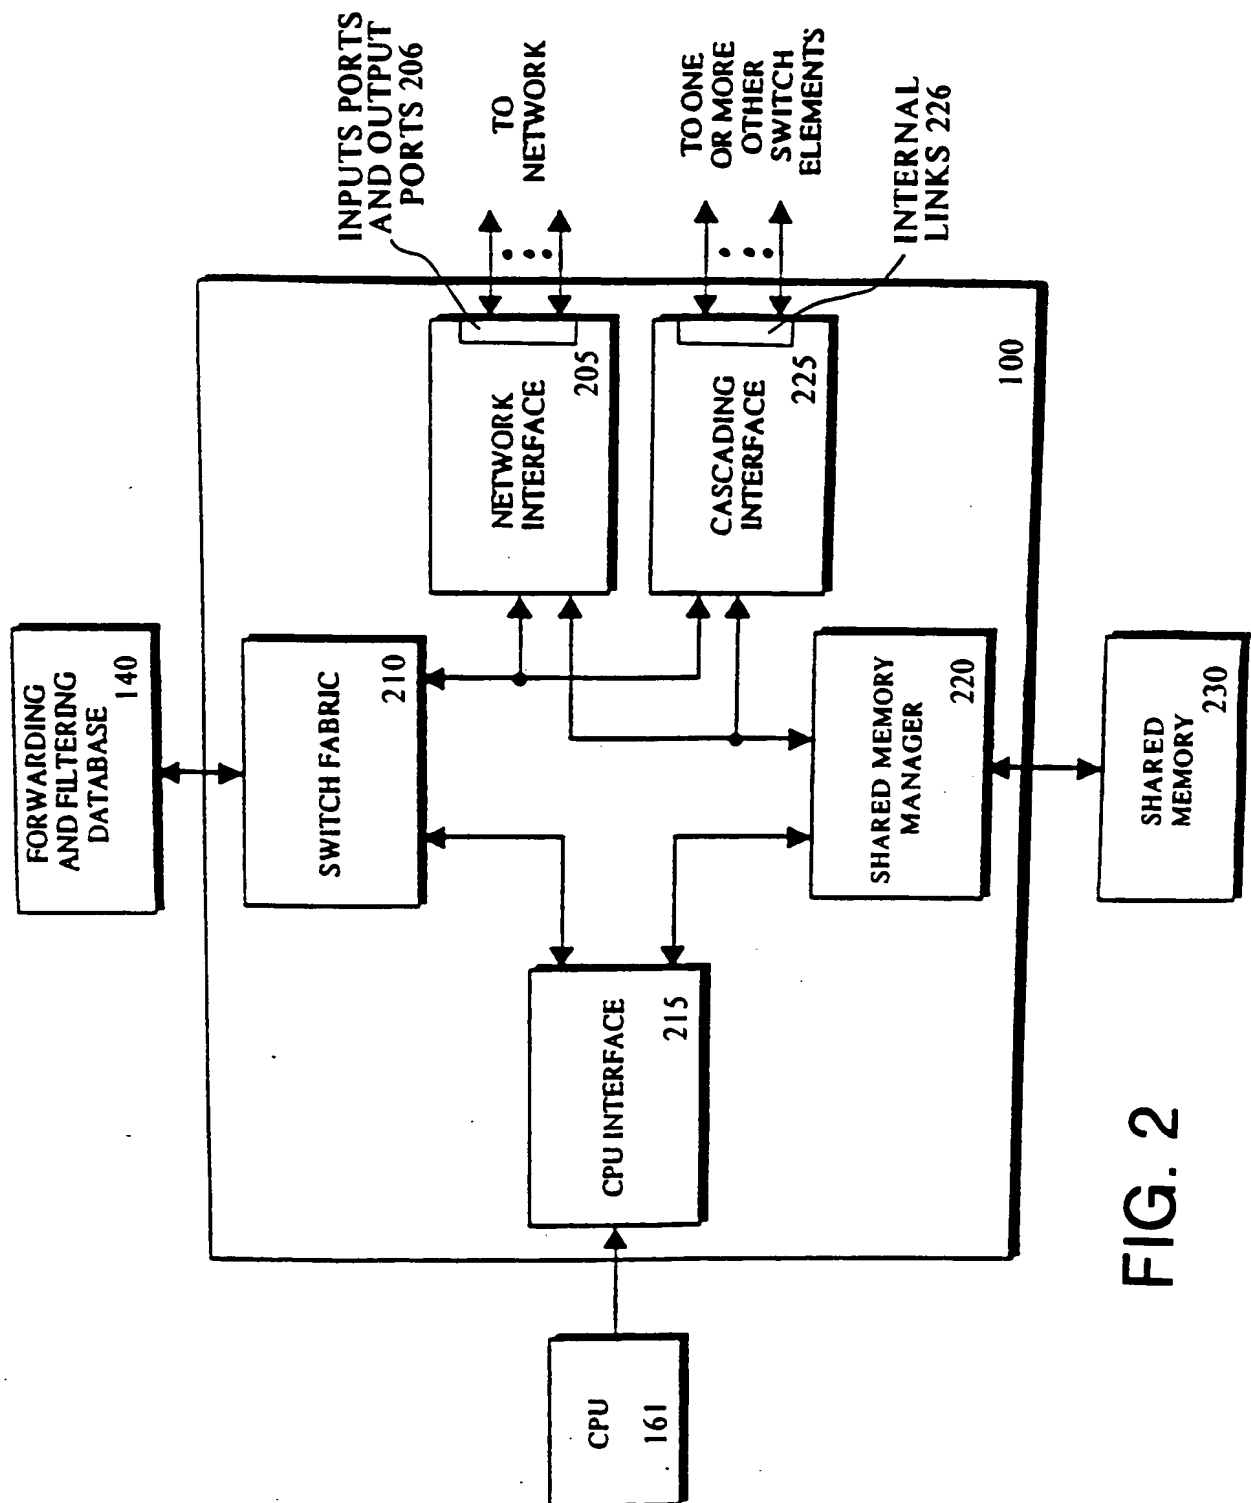 FORWARDING
AND FILTERING
DATABASE
140
SWITCH FABRIC
210
INPUTS PORTS
AND OUTPUT
PORTS 206
TO
NETWORK
NETWORK
INTERFACE
205
TO ONE
OR MORE
OTHER
SWITCH
ELEMENTS
CASCADING
INTERFACE
225
INTERNAL
LINKS 226
100
CPU
161
CPU INTERFACE
215
SHARED MEMORY
MANAGER
220
SHARED
MEMORY
230
FIG. 2